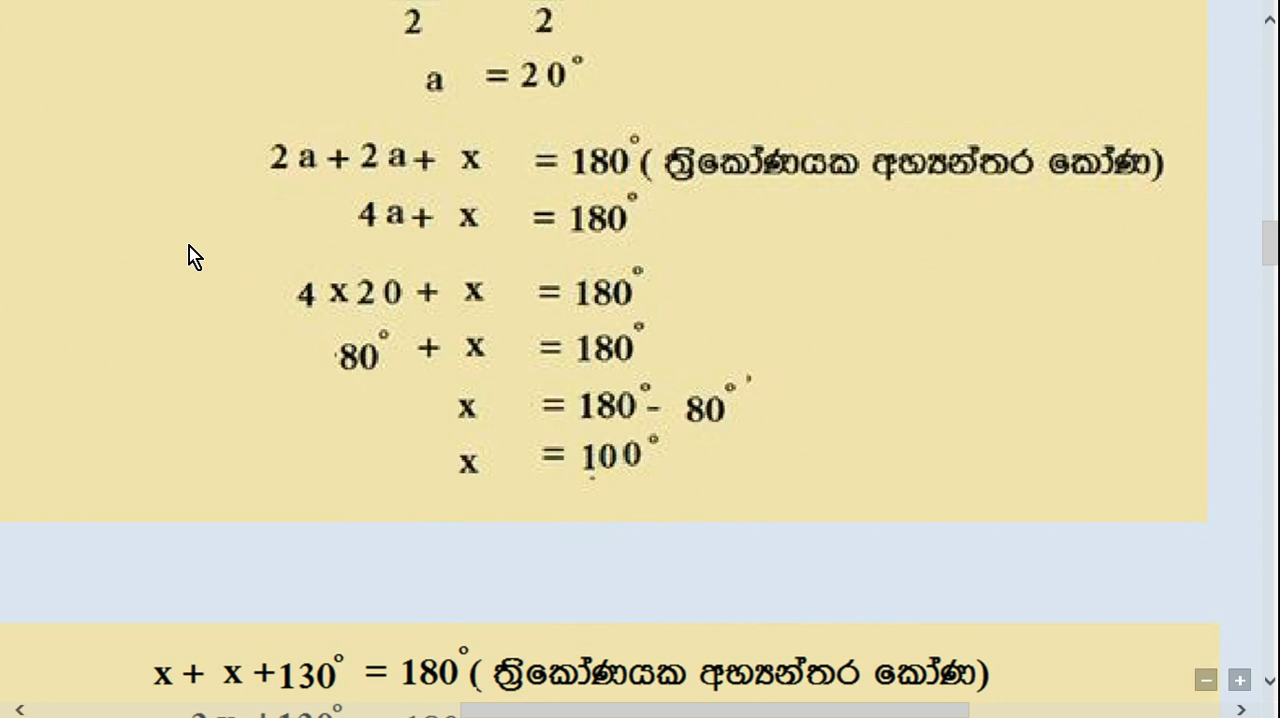 2 2
a = 20°
2a + 2a + x = 180° ( ත්‍රිකෝණයක අභ්‍යන්තර කෝණ)
4a + x = 180°
4 x 20 + x = 180°
80° + x = 180°
x = 180° - 80°
x = 100°
x + x + 130° = 180° ( ත්‍රිකෝණයක අභ්‍යන්තර කෝණ)